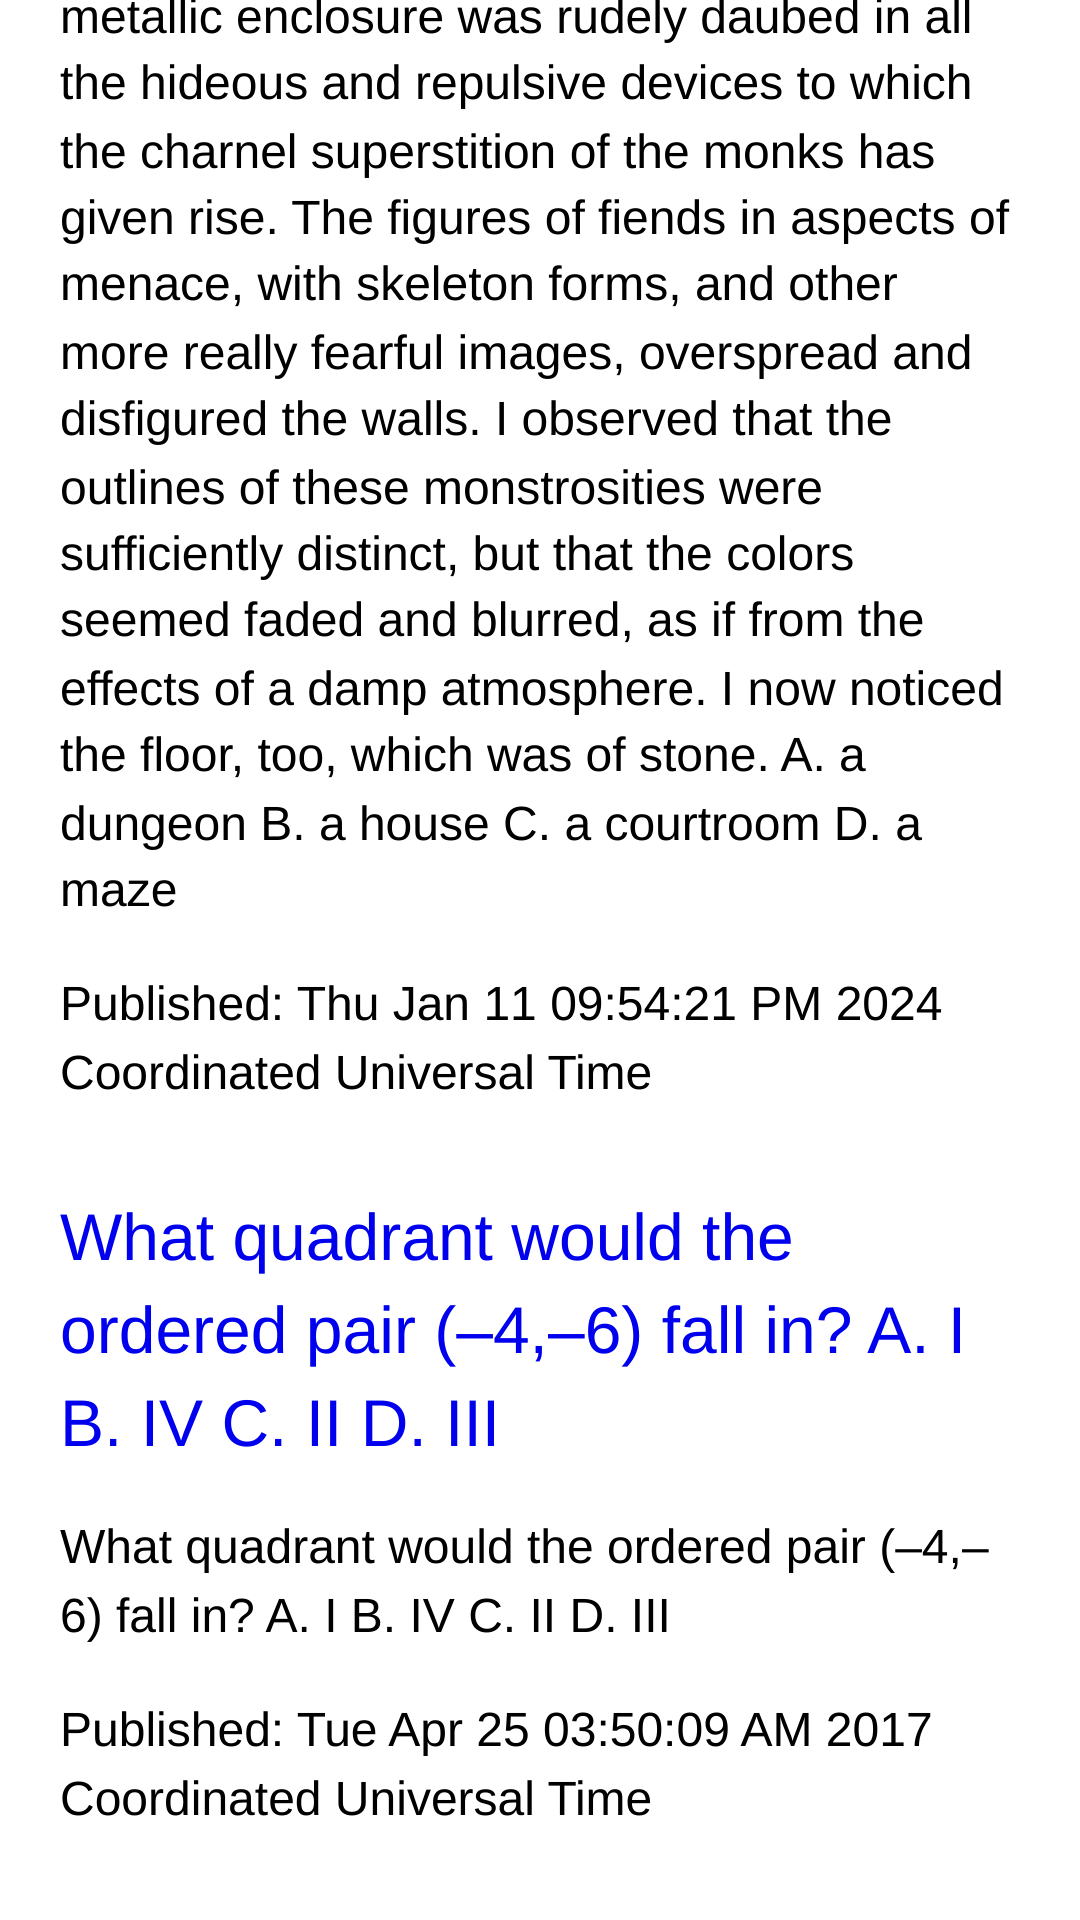 metallic enclosure was rudely daubed in all
the hideous and repulsive devices to which
the charnel superstition of the monks has
given rise. The figures of fiends in aspects of
menace, with skeleton forms, and other
more really fearful images, overspread and
disfigured the walls. I observed that the
outlines of these monstrosities were
sufficiently distinct, but that the colors
seemed faded and blurred, as if from the
effects of a damp atmosphere. I now noticed
the floor, too, which was of stone. A. a
dungeon B. a house C. a courtroom D. a
maze
Published: Thu Jan 11 09:54:21 PM 2024
Coordinated Universal Time
What quadrant would the
ordered pair (–4,–6) fall in? A. I
B. IV C. II D. III
What quadrant would the ordered pair (–4,–
6) fall in? A. I B. IV C. II D. III
Published: Tue Apr 25 03:50:09 AM 2017
Coordinated Universal Time